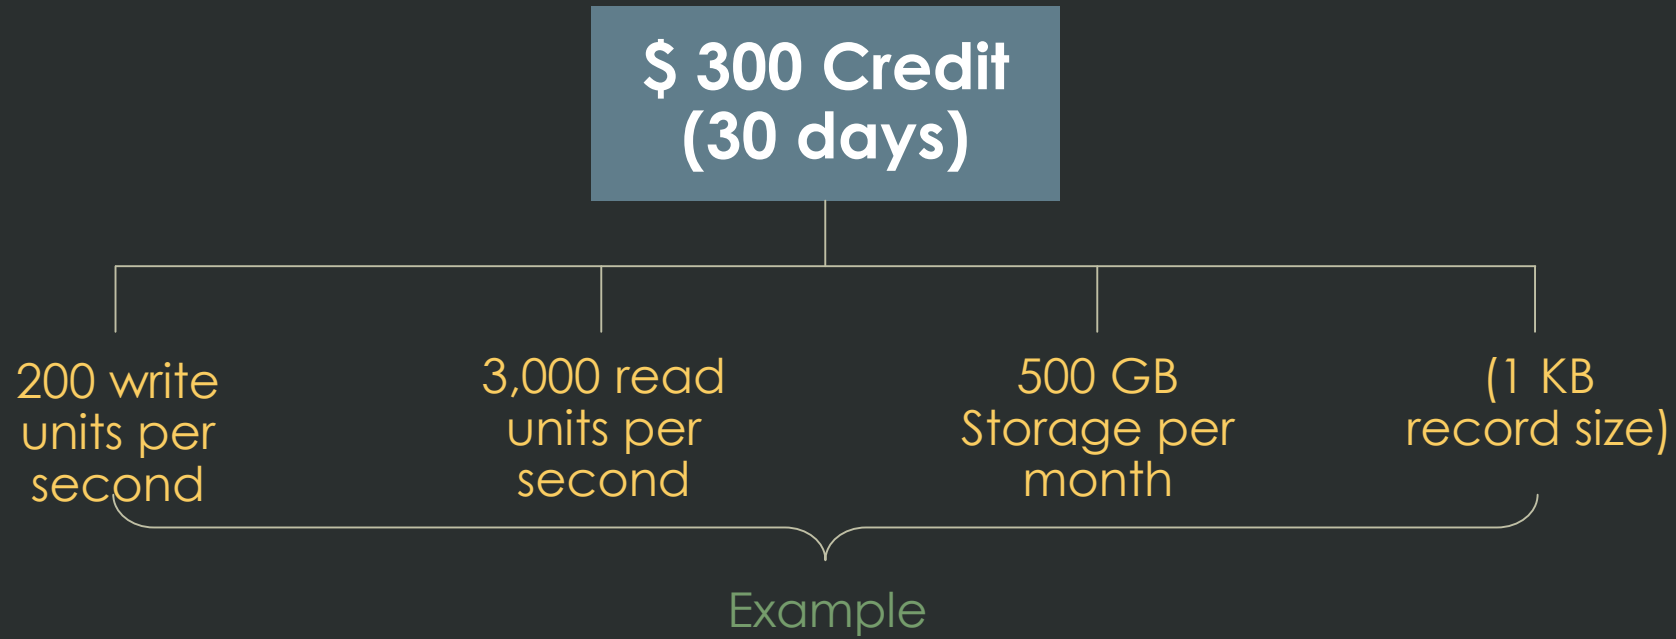 $ 300 Credit
(30 days)
200 write
units per
second
3,000 read
units per
second
500 GB
Storage per
month
(1 KB
record size)
Example